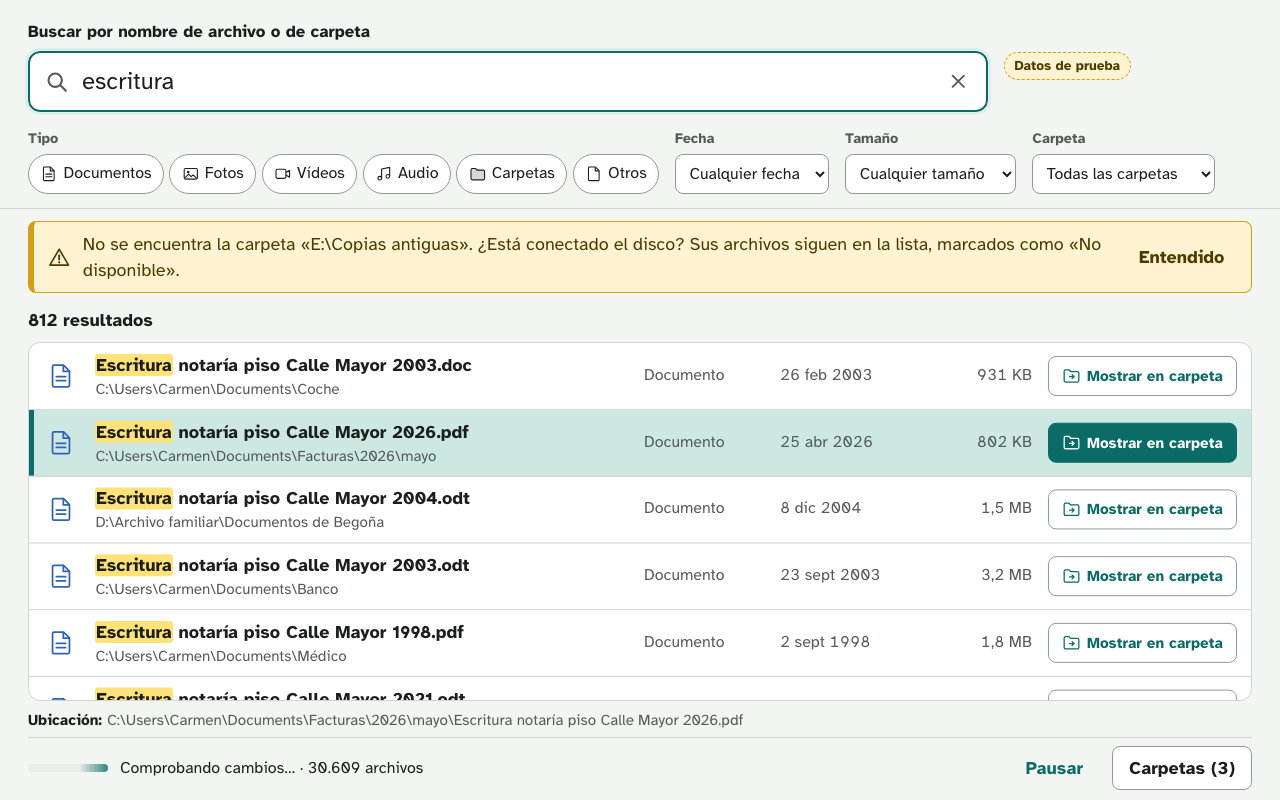 Buscar por nombre de archivo o de carpeta
escritura
Datos de prueba
Tipo
Fecha
Tamaño
Carpeta
Documentos
Fotos
Vídeos
Audio
Carpetas
Otros
Cualquier fecha
Cualquier tamaño
Todas las carpetas
No se encuentra la carpeta «E:\Copias antiguas». ¿Está conectado el disco? Sus archivos siguen en la lista, marcados como «No
disponible».
Entendido
812 resultados
Escritura notaría piso Calle Mayor 2003.doc
C:\Users\Carmen\Documents\Coche
Documento
26 feb 2003
931 KB
Mostrar en carpeta
Escritura notaría piso Calle Mayor 2026.pdf
C:\Users\Carmen\Documents\Facturas\2026\mayo
Documento
25 abr 2026
802 KB
Mostrar en carpeta
Escritura notaría piso Calle Mayor 2004.odt
D:\Archivo familiar\Documentos de Begoña
Documento
8 dic 2004
1,5 MB
Mostrar en carpeta
Escritura notaría piso Calle Mayor 2003.odt
C:\Users\Carmen\Documents\Banco
Documento
23 sept 2003
3,2 MB
Mostrar en carpeta
Escritura notaría piso Calle Mayor 1998.pdf
C:\Users\Carmen\Documents\Médico
Documento
2 sept 1998
1,8 MB
Mostrar en carpeta
Escritura notaría piso Calle Mayor 2021.odt
Ubicación: C:\Users\Carmen\Documents\Facturas\2026\mayo\Escritura notaría piso Calle Mayor 2026.pdf
Comprobando cambios... · 30.609 archivos
Pausar
Carpetas (3)